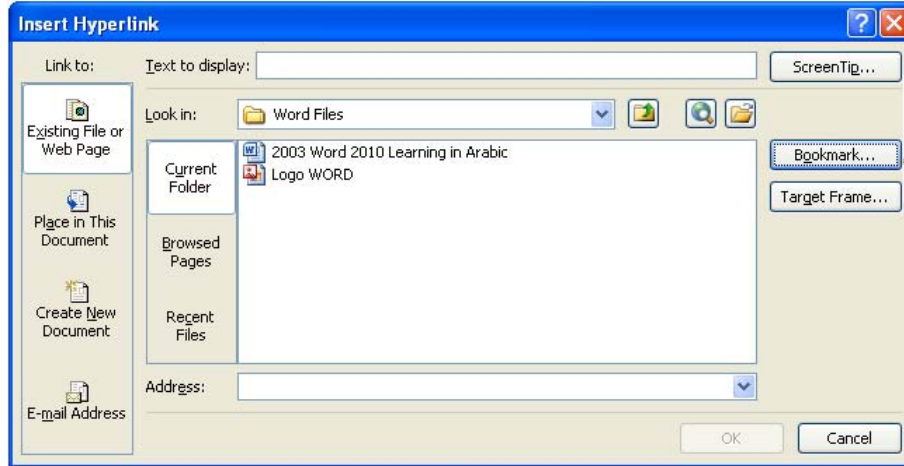 Insert Hyperlink
Link to:
Text to display:
ScreenTip...
Existing File or
Web Page
Look in:
Word Files
Current
Folder
2003 Word 2010 Learning in Arabic
Logo WORD
Bookmark...
Target Frame...
Place in This
Document
Browsed
Pages
Create New
Document
Recent
Files
Address:
E-mail Address
OK
Cancel